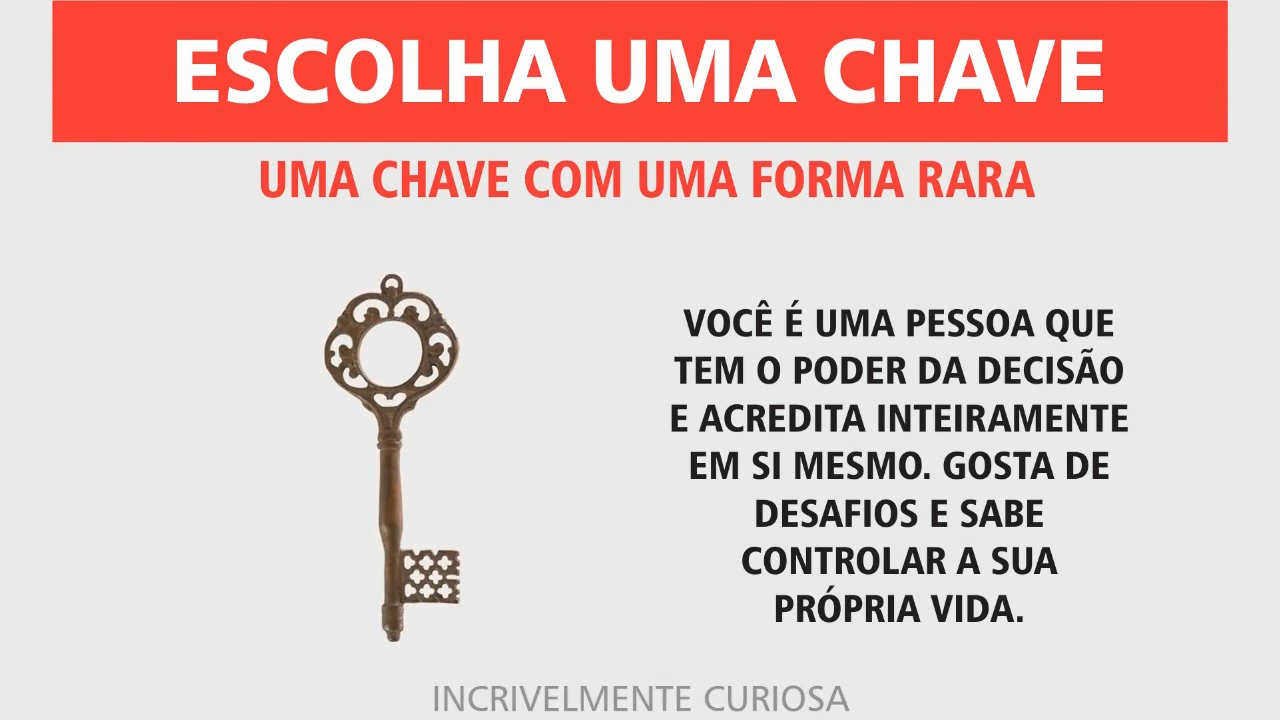 ESCOLHA UMA CHAVE
UMA CHAVE COM UMA FORMA RARA
VOCÊ É UMA PESSOA QUE
TEM O PODER DA DECISÃO
E ACREDITA INTEIRAMENTE
EM SI MESMO. GOSTA DE
DESAFIOS E SABE
CONTROLAR A SUA
PRÓPRIA VIDA.
INCRIVELMENTE CURIOSA